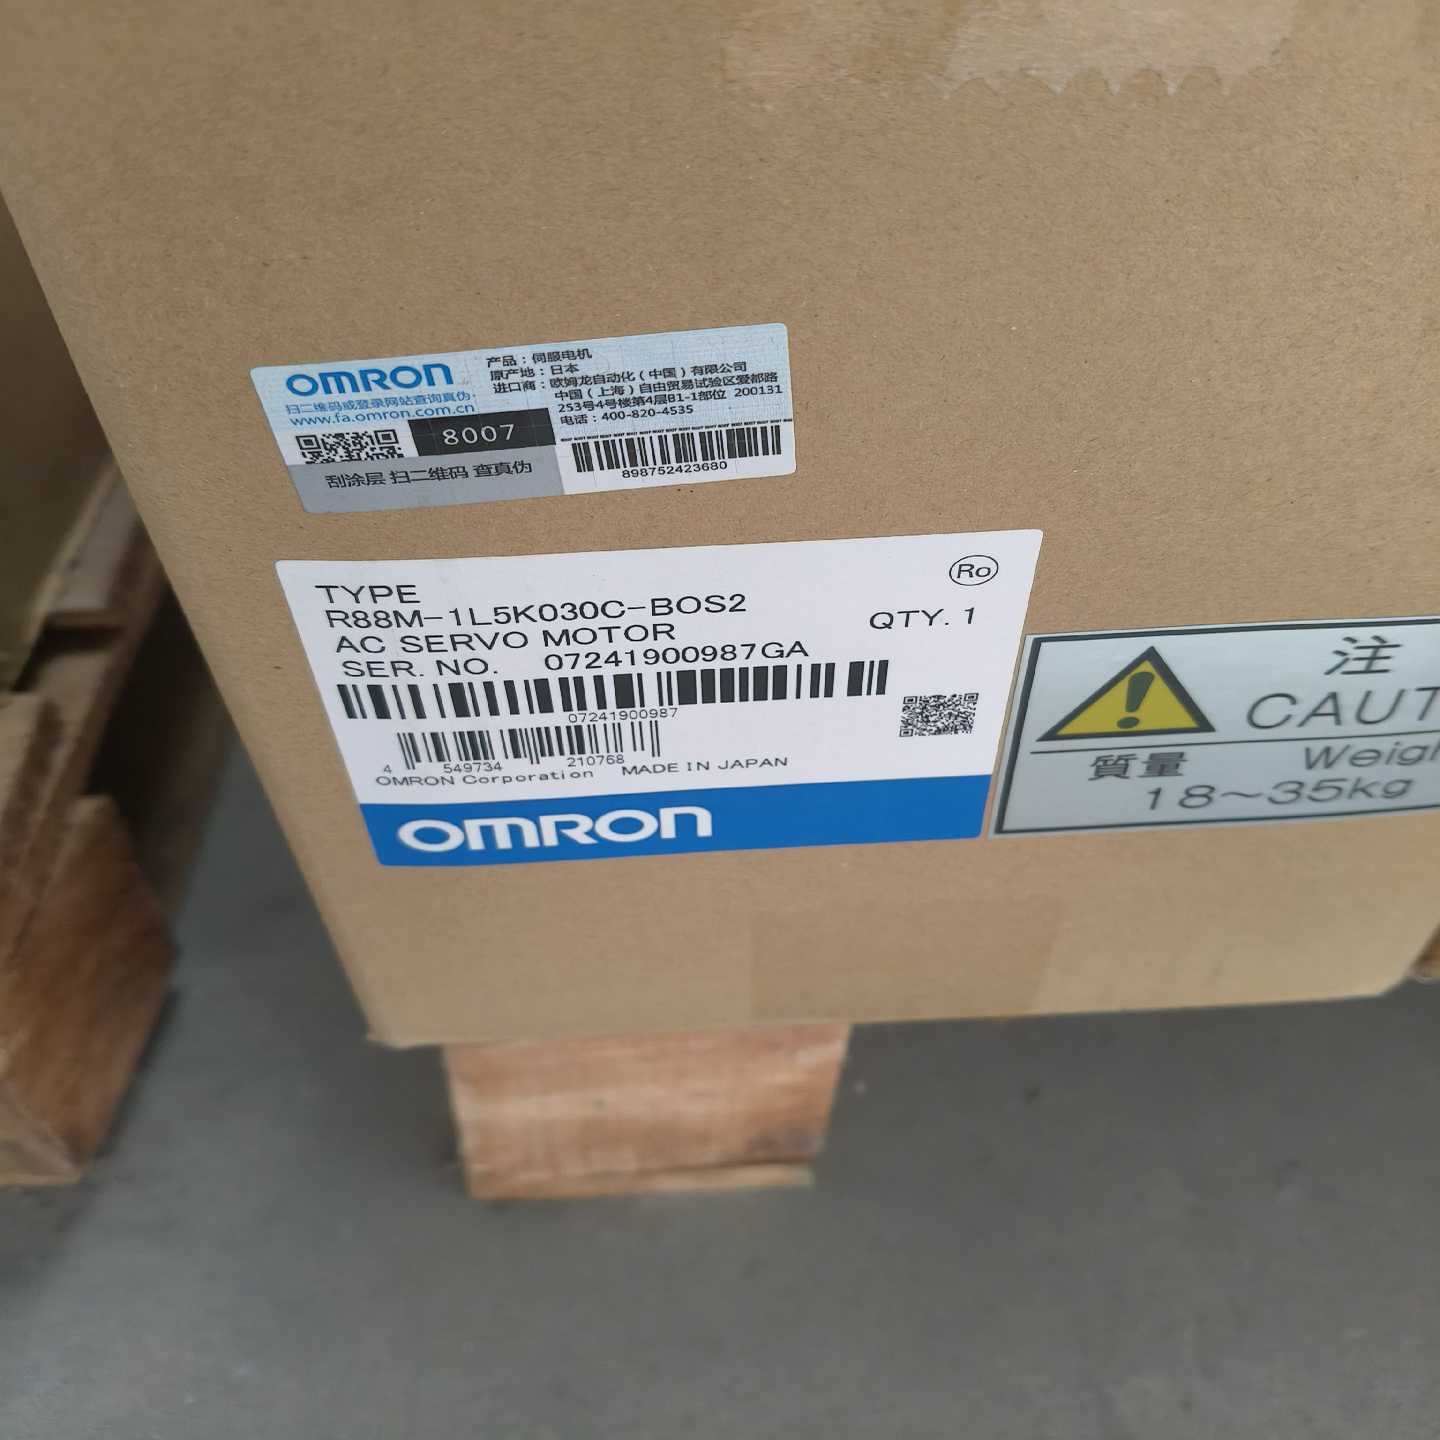 OMRON
扫二维码或登录网站查询真伪.
www.fa.omron.com.cn
8007
刮涂层 扫二维码 查真伪
产品：伺服电机
原产地：日本
进口商：欧姆龙自动化（中国）有限公司
中国（上海）自由贸易试验区爱都路
253号4号楼第4层B1-1部位 200131
电话：400-820-4535
898752423680
TYPE
R88M-1L5K030C-BOS2
AC SERVO MOTOR
QTY. 1
Ro
SER. NO. 07241900987GA
07241900987
4 549734 210768
OMRON Corporation MADE IN JAPAN
OMRON
注
CAUT
質量 Weigh
18~35kg